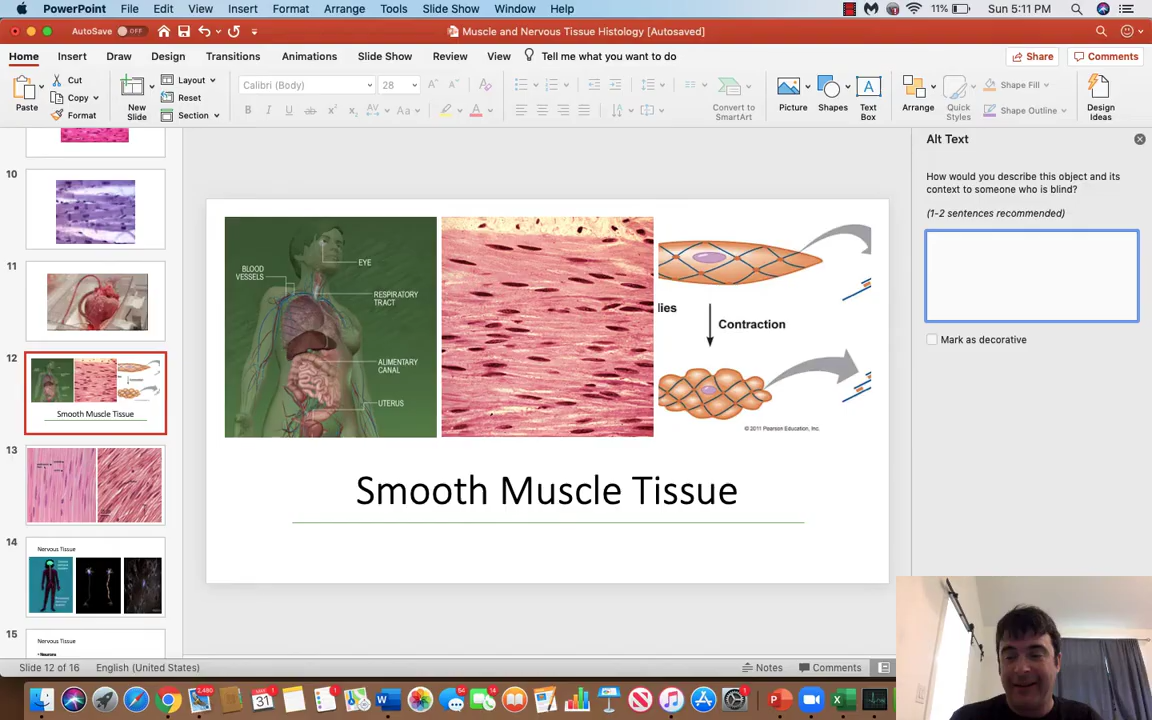 PowerPoint File Edit View Insert Format Arrange Tools Slide Show Window Help 11% Sun 5:11 PM
AutoSave OFF Muscle and Nervous Tissue Histology [Autosaved]
Home Insert Draw Design Transitions Animations Slide Show Review View Tell me what you want to do Share Comments
Paste Cut Copy Format New Slide Layout Reset Section Calibri (Body) 28 Convert to SmartArt Picture Shapes Text Box Arrange Quick Styles Shape Fill Shape Outline Design Ideas
10
11
12
Smooth Muscle Tissue
13
14
Nervous Tissue
15
Nervous Tissue
Neurons
BLOOD VESSELS
EYE
RESPIRATORY TRACT
ALIMENTARY CANAL
UTERUS
lies
Contraction
© 2011 Pearson Education, Inc.
Smooth Muscle Tissue
Alt Text
How would you describe this object and its
context to someone who is blind?
(1-2 sentences recommended)
Mark as decorative
Slide 12 of 16 English (United States) Notes Comments